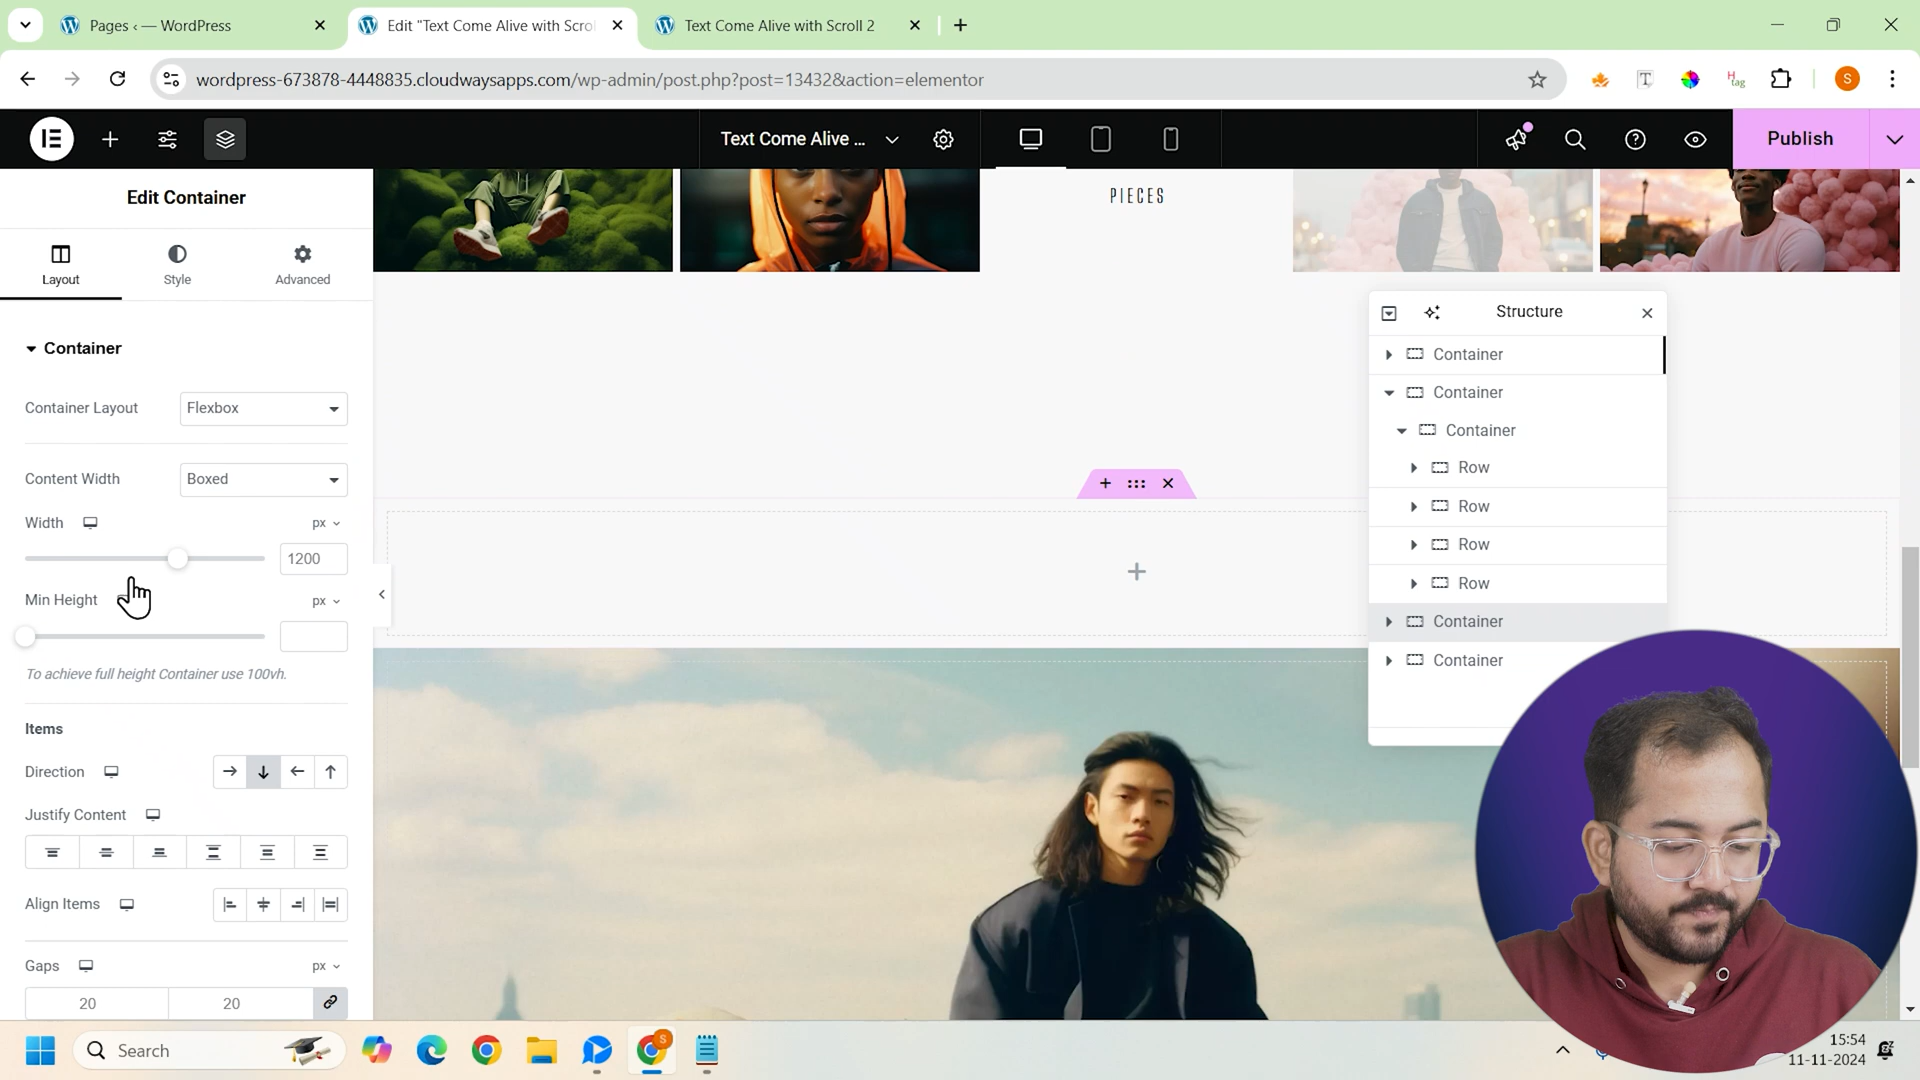 Pages ‹ — WordPress
Edit "Text Come Alive with Scro
Text Come Alive with Scroll 2
wordpress-673878-4448835.cloudwaysapps.com/wp-admin/post.php?post=13432&action=elementor
T
H
tag
S
Text Come Alive ...
Publish
Edit Container
Layout
Style
Advanced
PIECES
Container
Container Layout
Flexbox
Content Width
Boxed
Width
px
1200
Min Height
px
To achieve full height Container use 100vh.
Items
Direction
Justify Content
Align Items
Gaps
px
20
20
Structure
Container
Container
Container
Row
Row
Row
Row
Container
Container
Search
S
15:54
11-11-2024